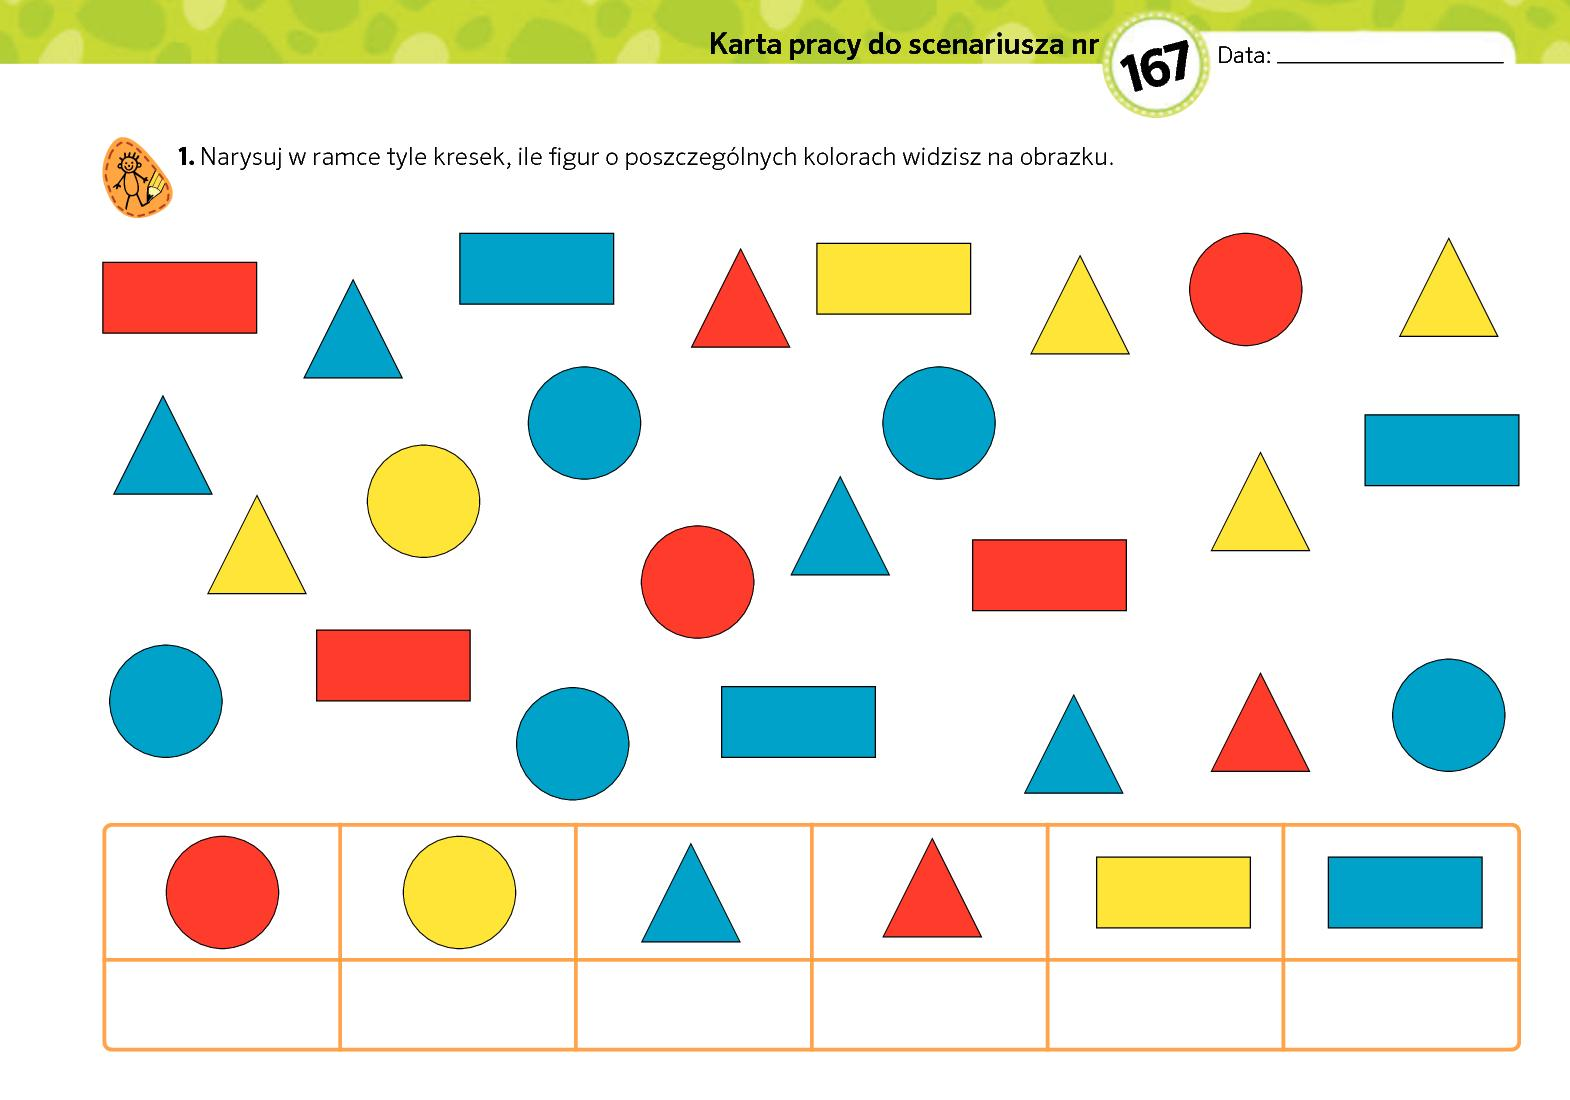 Karta pracy do scenariusza nr 167 Data:
1. Narysuj w ramce tyle kresek, ile figur o poszczególnych kolorach widzisz na obrazku.